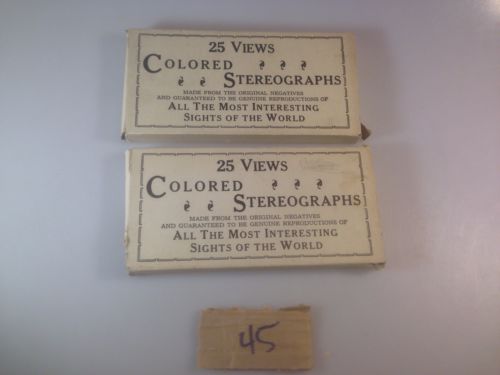 25 VIEWS
COLORED
STEREOGRAPHS
MADE FROM THE ORIGINAL NEGATIVES
AND GUARANTEED TO BE GENUINE REPRODUCTIONS OF
ALL THE MOST INTERESTING
SIGHTS OF THE WORLD
25 VIEWS
COLORED
STEREOGRAPHS
MADE FROM THE ORIGINAL NEGATIVES
AND GUARANTEED TO BE GENUINE REPRODUCTIONS OF
ALL THE MOST INTERESTING
SIGHTS OF THE WORLD
45